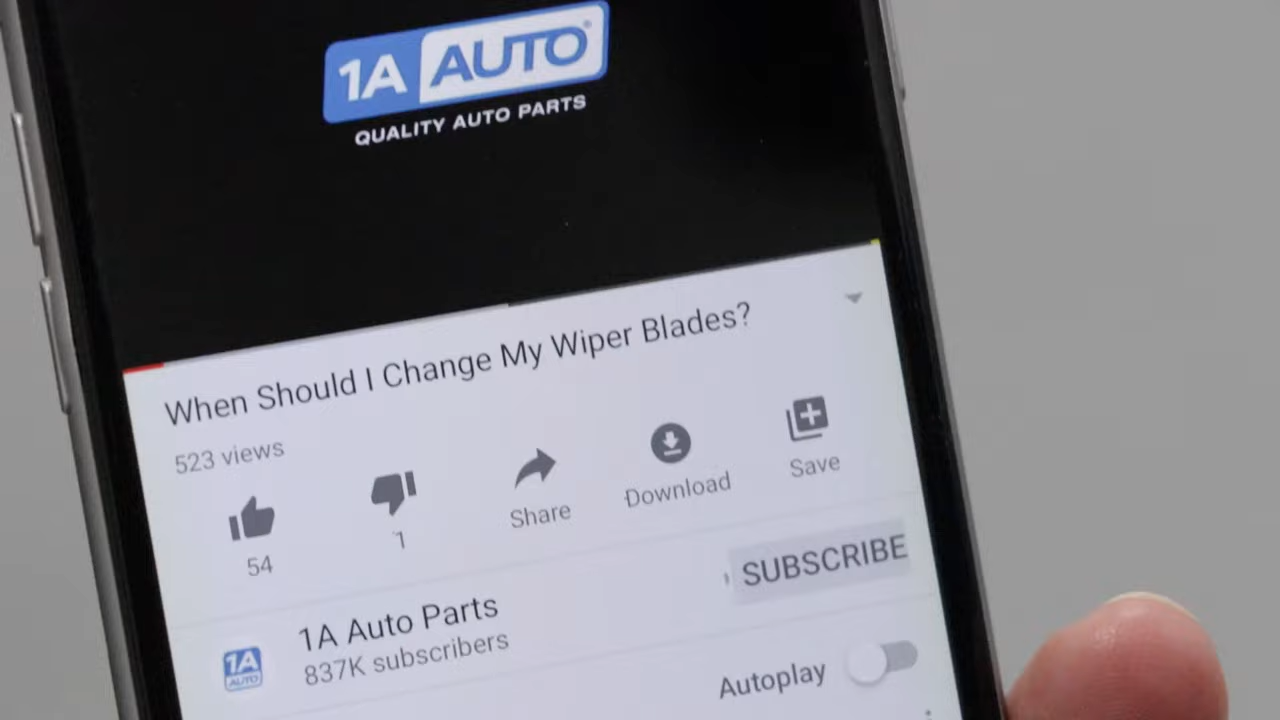 1A AUTO
QUALITY AUTO PARTS
When Should I Change My Wiper Blades?
523 views
54
1
Share
Download
Save
1A Auto Parts
837K subscribers
SUBSCRIBE
1A
AUTO
Autoplay